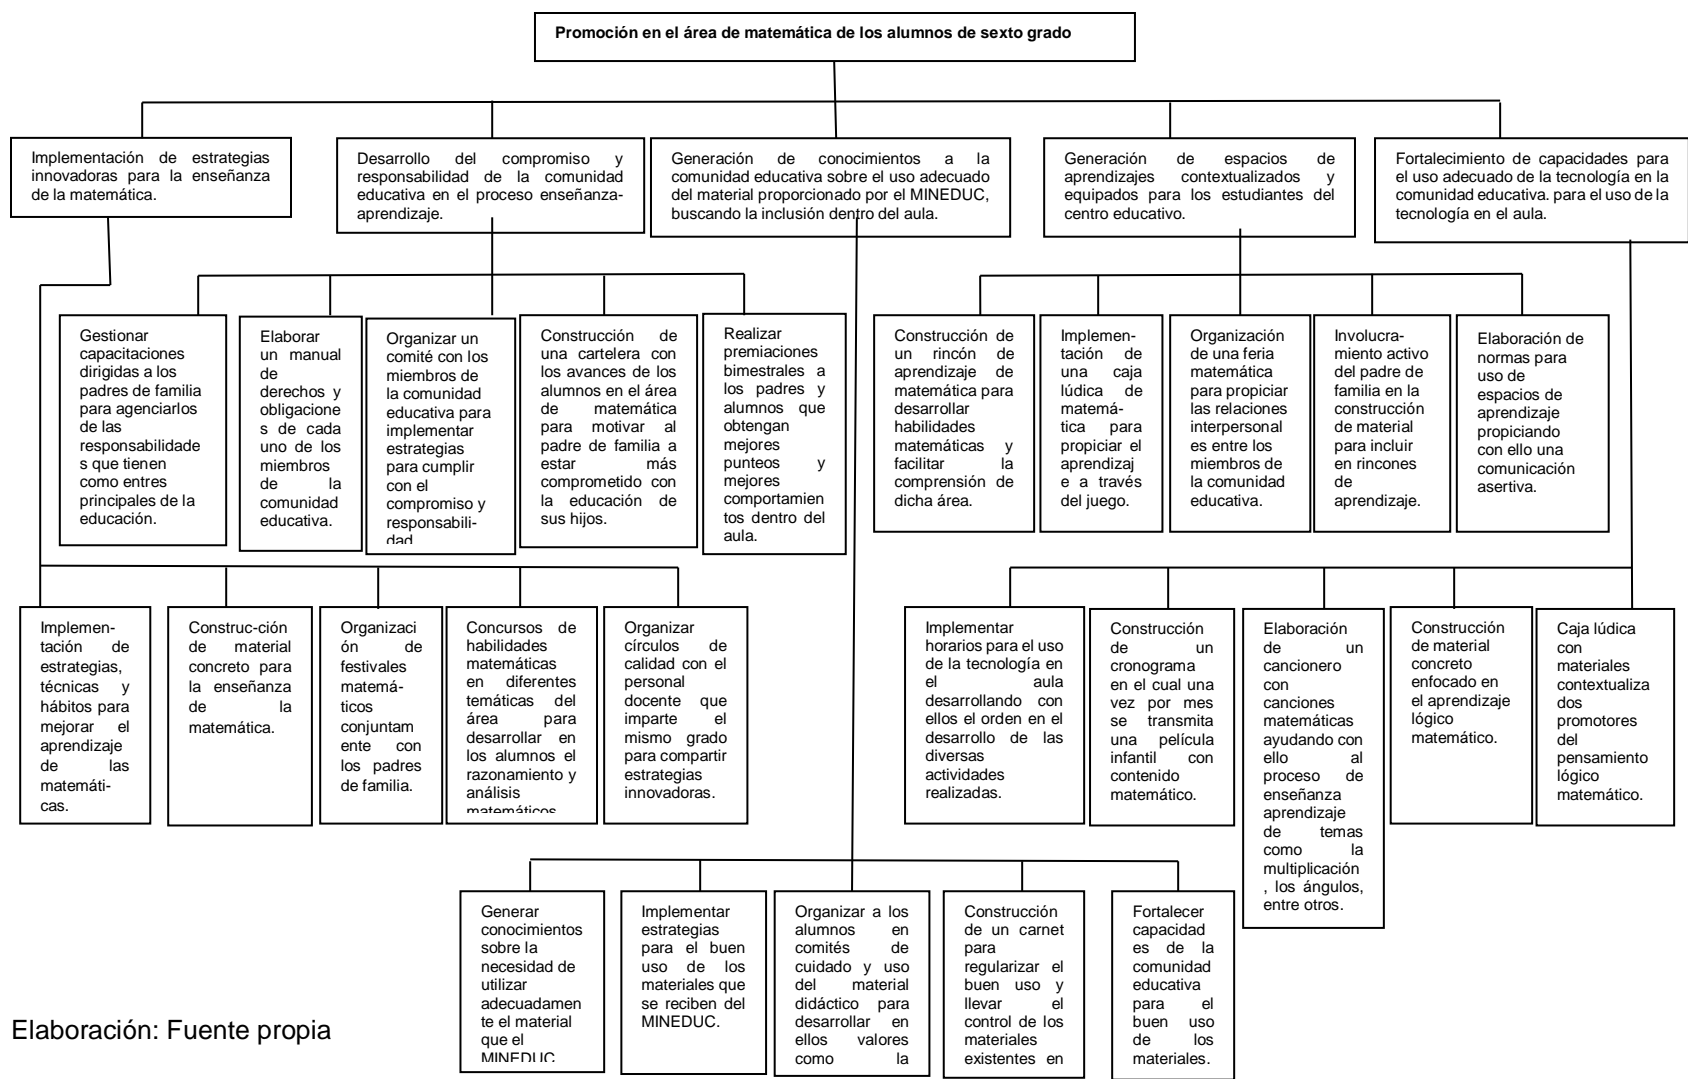 Promoción en el área de matemática de los alumnos de sexto grado
Implementación de estrategias
innovadoras para la enseñanza
de la matemática.
Desarrollo del compromiso y
responsabilidad de la comunidad
educativa en el proceso enseñanza-
aprendizaje.
Generación de conocimientos a la
comunidad educativa sobre el uso adecuado
del material proporcionado por el MINEDUC,
buscando la inclusión dentro del aula.
Generación de espacios de
aprendizajes contextualizados y
equipados para los estudiantes del
centro educativo.
Fortalecimiento de capacidades para
el uso adecuado de la tecnología en la
comunidad educativa. para el uso de la
tecnología en el aula.
Gestionar
capacitaciones
dirigidas a los
padres de familia
para agenciarlos
de las
responsabilidade
s que tienen
como entres
principales de la
educación.
Elaborar
un manual
de
derechos y
obligacione
s de cada
uno de los
miembros
de la
comunidad
educativa.
Organizar un
comité con los
miembros de
la comunidad
educativa para
implementar
estrategias
para cumplir
con el
compromiso y
responsabili-
dad
Construcción de
una cartelera con
los avances de los
alumnos en el área
de matemática
para motivar al
padre de familia a
estar más
comprometido con
la educación de
sus hijos.
Realizar
premiaciones
bimestrales a
los padres y
alumnos que
obtengan
mejores
punteos y
mejores
comportamien
tos dentro del
aula.
Construcción de
un rincón de
aprendizaje de
matemática para
desarrollar
habilidades
matemáticas y
facilitar la
comprensión de
dicha área.
Implemen-
tación de
una caja
lúdica de
matemá-
tica para
propiciar el
aprendizaj
e a través
del juego.
Organización
de una feria
matemática
para propiciar
las relaciones
interpersonal
es entre los
miembros de
la comunidad
educativa.
Involucra-
miento activo
del padre de
familia en la
construcción
de material
para incluir
en rincones
de
aprendizaje.
Elaboración de
normas para
uso de
espacios de
aprendizaje
propiciando
con ello una
comunicación
asertiva.
Implemen-
tación de
estrategias,
técnicas y
hábitos para
mejorar el
aprendizaje
de las
matemáti-
cas.
Construc-ción
de material
concreto para
la enseñanza
de la
matemática.
Organizaci
ón de
festivales
matemá-
ticos
conjuntam
ente con
los padres
de familia.
Concursos de
habilidades
matemáticas
en diferentes
temáticas del
área para
desarrollar en
los alumnos el
razonamiento y
análisis
matemáticos
Organizar
círculos de
calidad con el
personal
docente que
imparte el
mismo grado
para compartir
estrategias
innovadoras.
Implementar
horarios para el uso
de la tecnología en
el aula
desarrollando con
ellos el orden en el
desarrollo de las
diversas
actividades
realizadas.
Construcción
de un
cronograma
en el cual una
vez por mes
se transmita
una película
infantil con
contenido
matemático.
Elaboración
de un
cancionero
con
canciones
matemáticas
ayudando con
ello al
proceso de
enseñanza
aprendizaje
de temas
como la
multiplicación
, los ángulos,
entre otros.
Construcción
de material
concreto
enfocado en
el aprendizaje
lógico
matemático.
Caja lúdica
con
materiales
contextualiza
dos
promotores
del
pensamiento
lógico
matemático.
Generar
conocimientos
sobre la
necesidad de
utilizar
adecuadamen
te el material
que el
MINEDUC
Implementar
estrategias
para el buen
uso de los
materiales que
se reciben del
MINEDUC.
Organizar a los
alumnos en
comités de
cuidado y uso
del material
didáctico para
desarrollar en
ellos valores
como la
Construcción
de un carnet
para
regularizar el
buen uso y
llevar el
control de los
materiales
existentes en
Fortalecer
capacidad
es de la
comunidad
educativa
para el
buen uso
de los
materiales.
Elaboración: Fuente propia